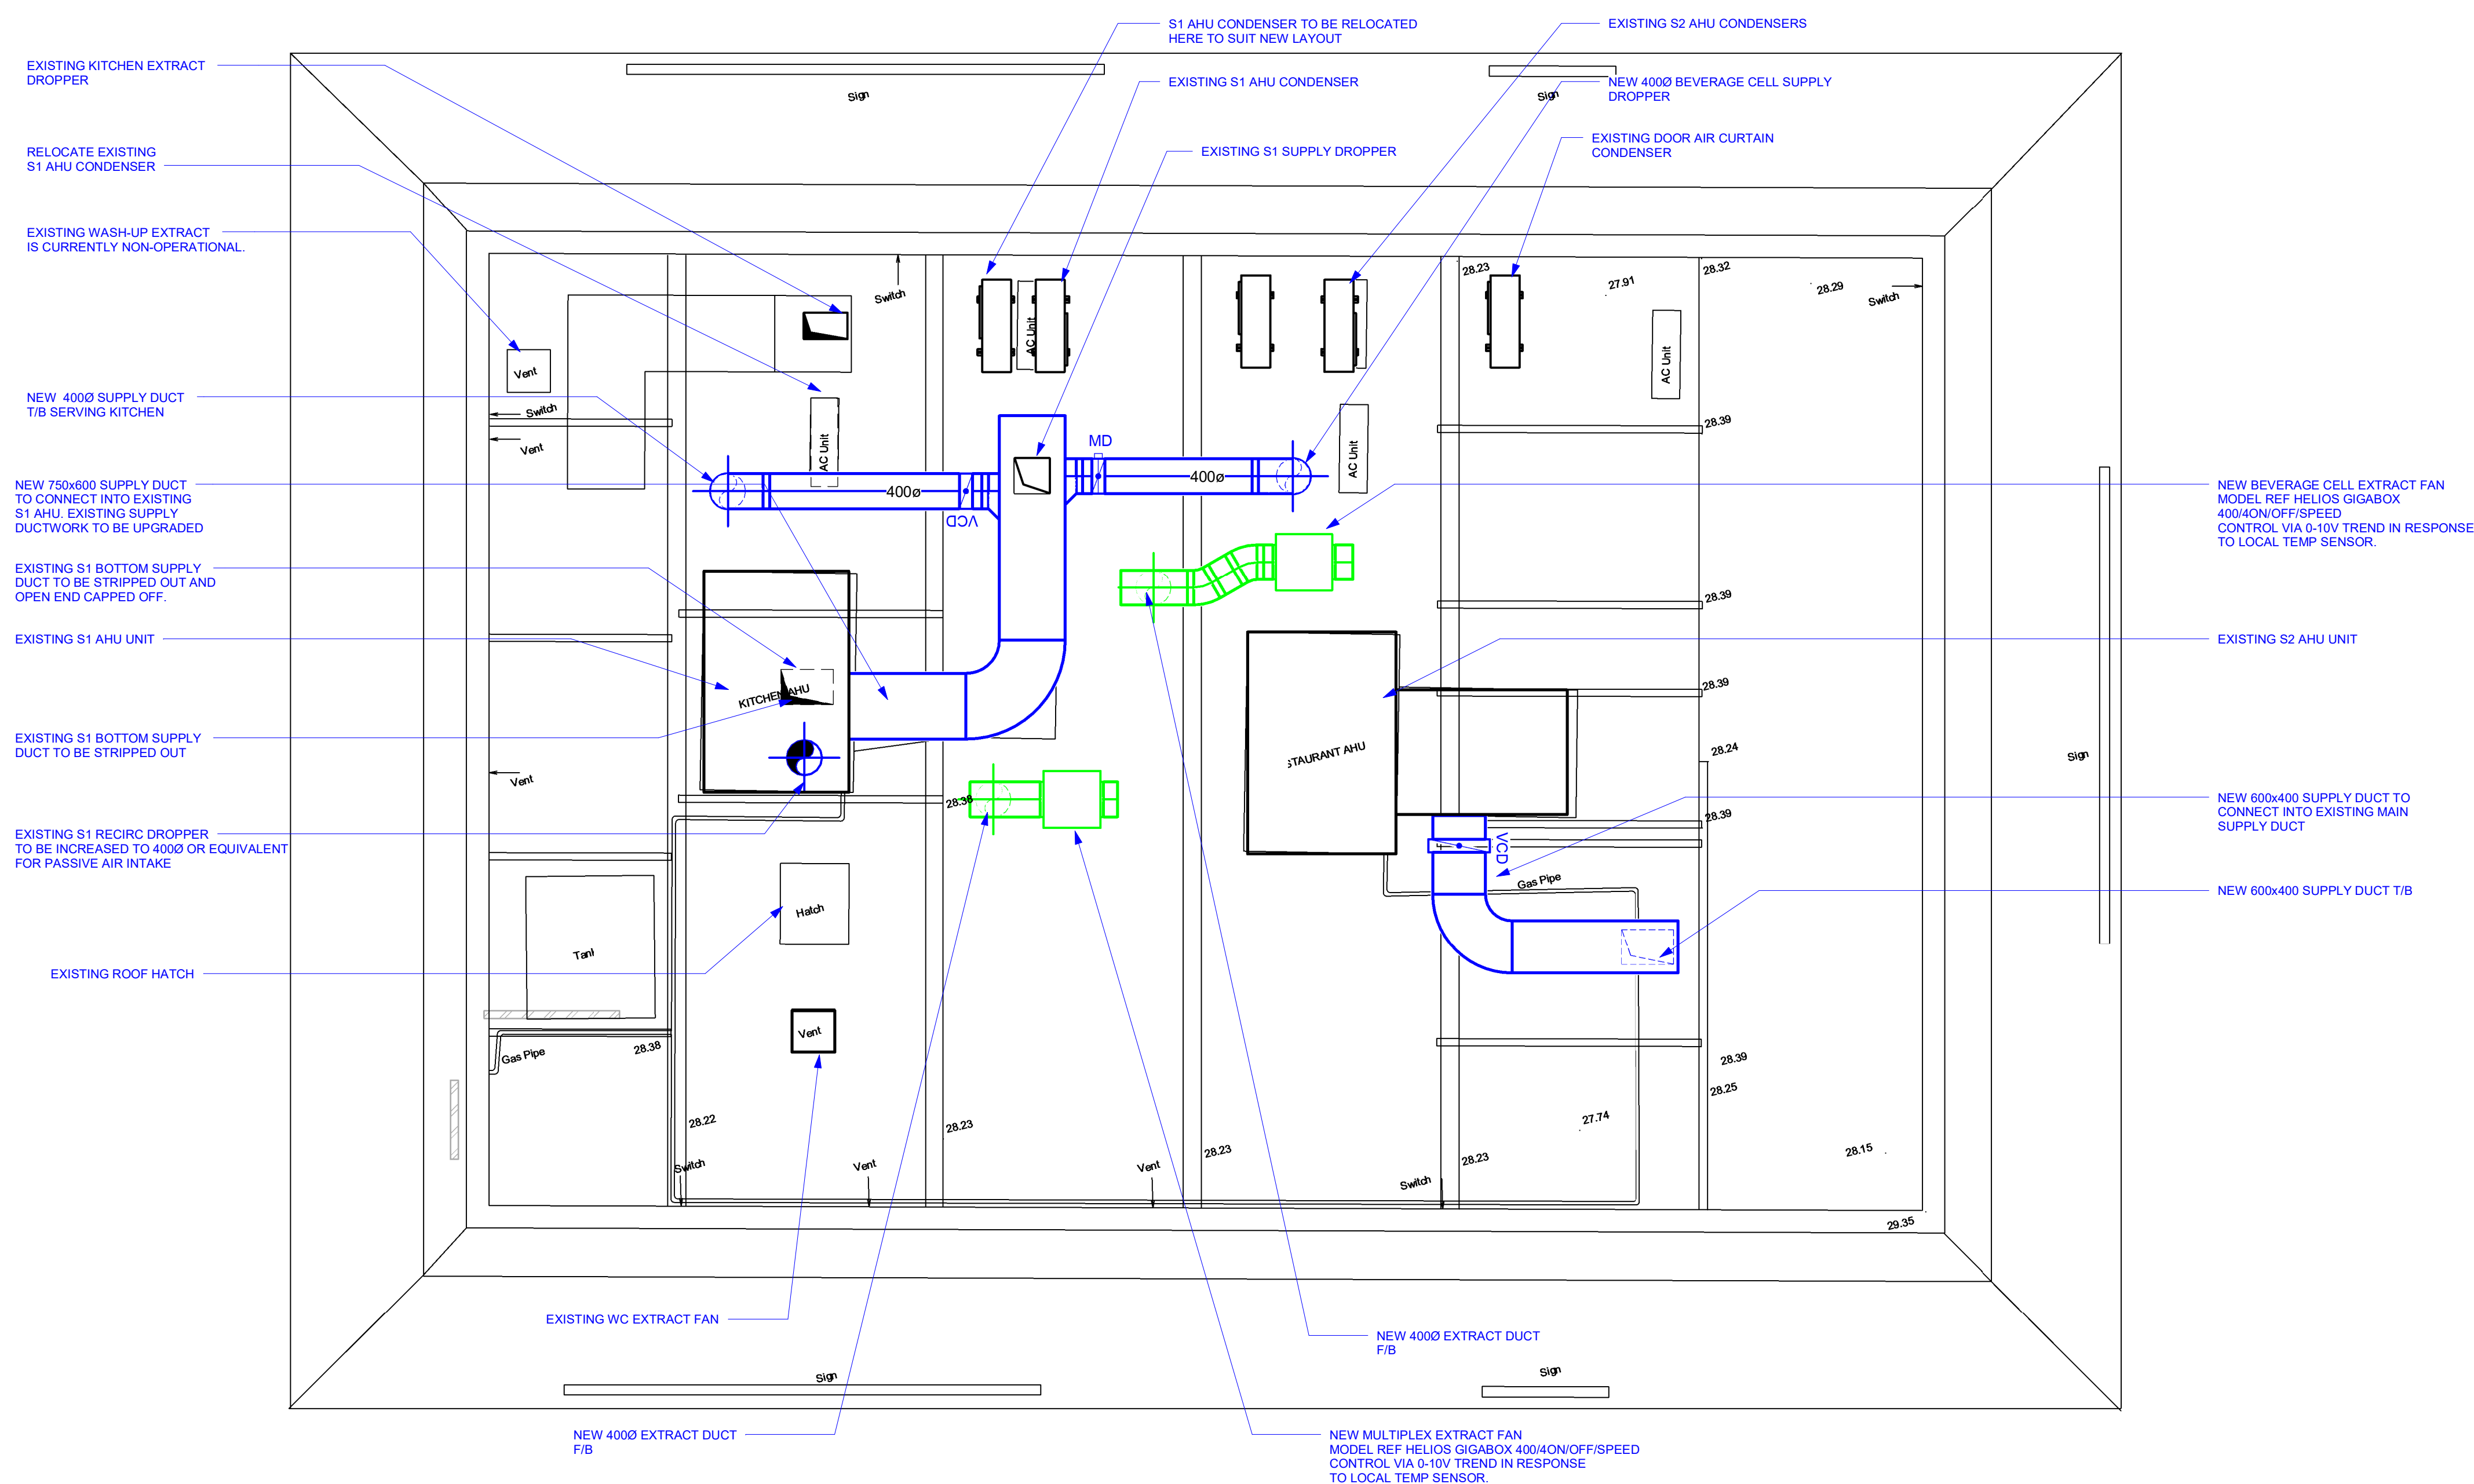 S1 AHU CONDENSER TO BE RELOCATED
HERE TO SUIT NEW LAYOUT
EXISTING S2 AHU CONDENSERS
EXISTING KITCHEN EXTRACT
DROPPER
EXISTING S1 AHU CONDENSER
NEW 400Ø BEVERAGE CELL SUPPLY
DROPPER
Sign
Sign
EXISTING DOOR AIR CURTAIN
CONDENSER
RELOCATE EXISTING
S1 AHU CONDENSER
EXISTING S1 SUPPLY DROPPER
EXISTING WASH-UP EXTRACT
IS CURRENTLY NON-OPERATIONAL.
28.23
27.91
28.32
28.29
Switch
Switch
AC Unit
AC Unit
Vent
NEW  400Ø SUPPLY DUCT
T/B SERVING KITCHEN
Switch
Vent
AC Unit
AC Unit
28.39
MD
400ø
400ø
VCD
NEW 750x600 SUPPLY DUCT
TO CONNECT INTO EXISTING
S1 AHU. EXISTING SUPPLY
DUCTWORK TO BE UPGRADED
NEW BEVERAGE CELL EXTRACT FAN
MODEL REF HELIOS GIGABOX
400/4ON/OFF/SPEED
CONTROL VIA 0-10V TREND IN RESPONSE
TO LOCAL TEMP SENSOR.
EXISTING S1 BOTTOM SUPPLY
DUCT TO BE STRIPPED OUT AND
OPEN END CAPPED OFF.
28.39
EXISTING S1 AHU UNIT
EXISTING S2 AHU UNIT
KITCHEN AHU
28.39
EXISTING S1 BOTTOM SUPPLY
DUCT TO BE STRIPPED OUT
STAURANT AHU
28.24
Sign
Vent
28.38
28.39
NEW 600x400 SUPPLY DUCT TO
CONNECT INTO EXISTING MAIN
SUPPLY DUCT
EXISTING S1 RECIRC DROPPER
TO BE INCREASED TO 400Ø OR EQUIVALENT
FOR PASSIVE AIR INTAKE
VCD
Gas Pipe
NEW 600x400 SUPPLY DUCT T/B
Hatch
EXISTING ROOF HATCH
Vent
Gas Pipe
28.38
28.39
28.25
28.22
28.23
28.23
28.23
27.74
28.15
Switch
Vent
Vent
Switch
29.35
EXISTING WC EXTRACT FAN
NEW 400Ø EXTRACT DUCT
F/B
Sign
Sign
NEW 400Ø EXTRACT DUCT
F/B
NEW MULTIPLEX EXTRACT FAN
MODEL REF HELIOS GIGABOX 400/4ON/OFF/SPEED
CONTROL VIA 0-10V TREND IN RESPONSE
TO LOCAL TEMP SENSOR.